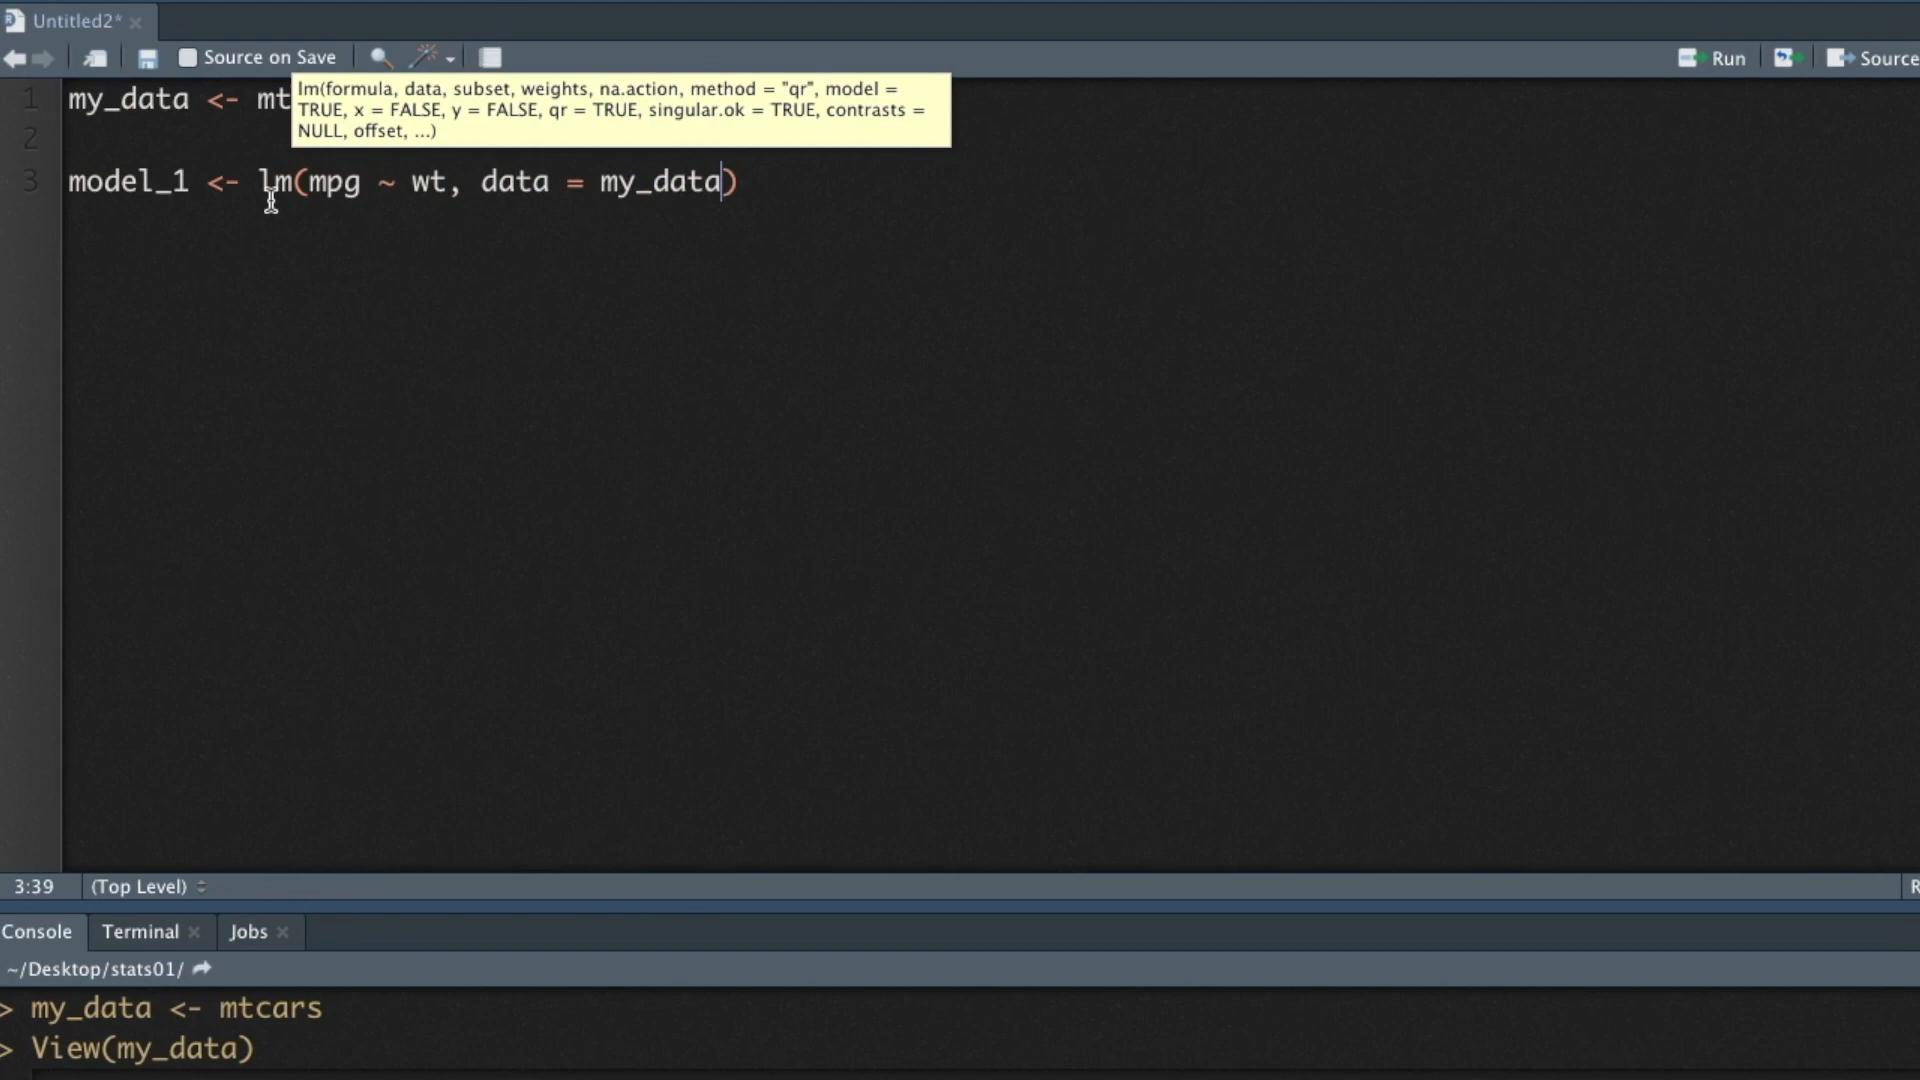 Untitled2*
Source on Save
Run
Source
lm(formula, data, subset, weights, na.action, method = "qr", model =
TRUE, x = FALSE, y = FALSE, qr = TRUE, singular.ok = TRUE, contrasts =
NULL, offset, ...)
1 my_data <- mt
2
3 model_1 <- lm(mpg ~ wt, data = my_data)
3:39 (Top Level)
R
Console Terminal Jobs
~/Desktop/stats01/
> my_data <- mtcars
> View(my_data)